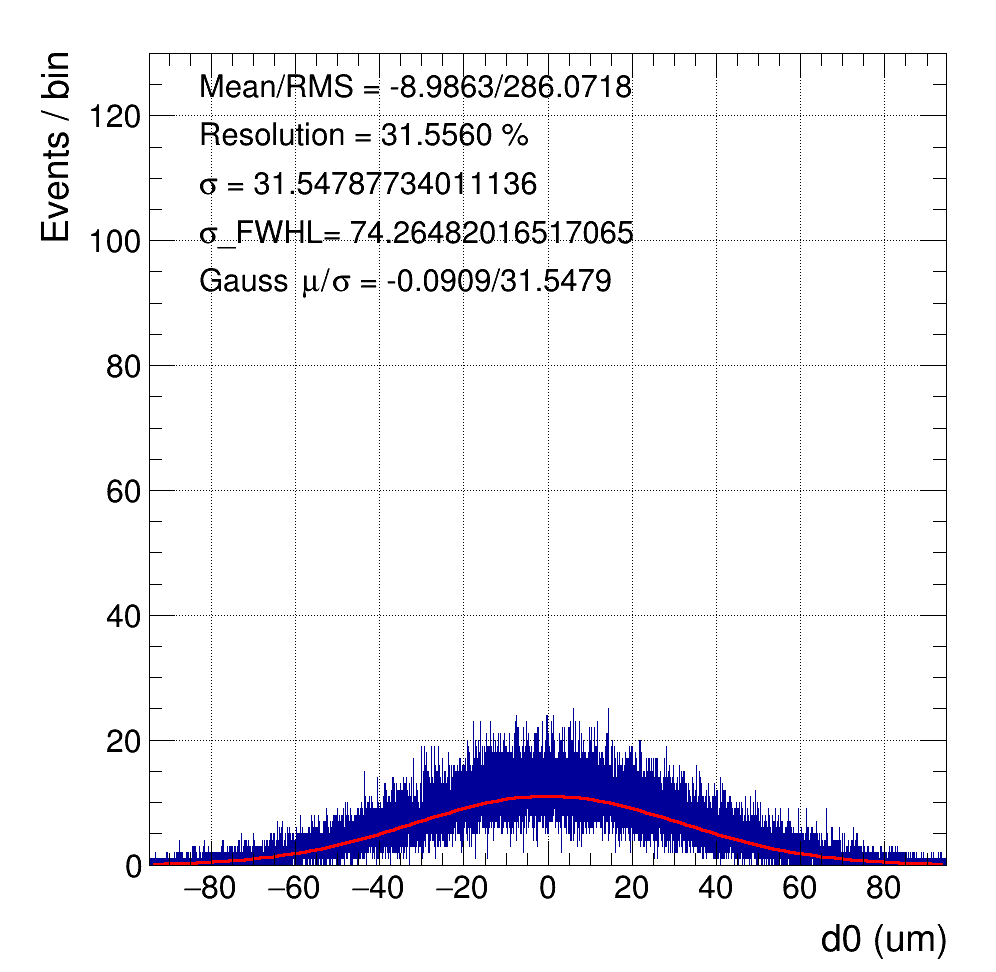 Events / bin
Mean/RMS = -8.9863/286.0718
Resolution = 31.5560 %
σ = 31.54787734011136
σ_FWHL= 74.26482016517065
Gauss μ/σ = -0.0909/31.5479
120
100
80
60
40
20
0
−80 −60 −40 −20 0 20 40 60 80
d0 (um)